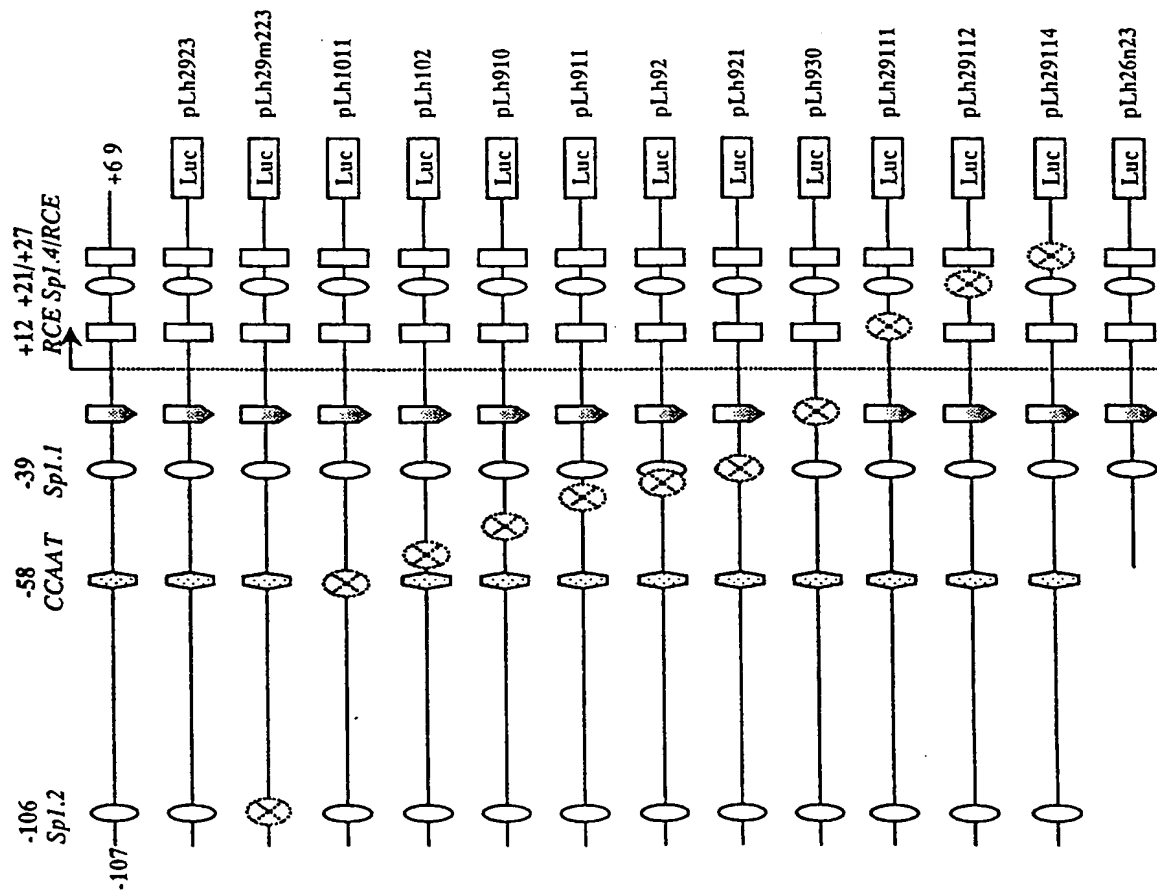 -106 -58 -39 +12 +21/+27
Sp1.2 CCAAT Sp1.1 RCE Sp1.4/RCE
-107 +6 9
Luc pLh2923
Luc pLh29m223
Luc pLh1011
Luc pLh102
Luc pLh910
Luc pLh911
Luc pLh92
Luc pLh921
Luc pLh930
Luc pLh29111
Luc pLh29112
Luc pLh29114
Luc pLh26n23